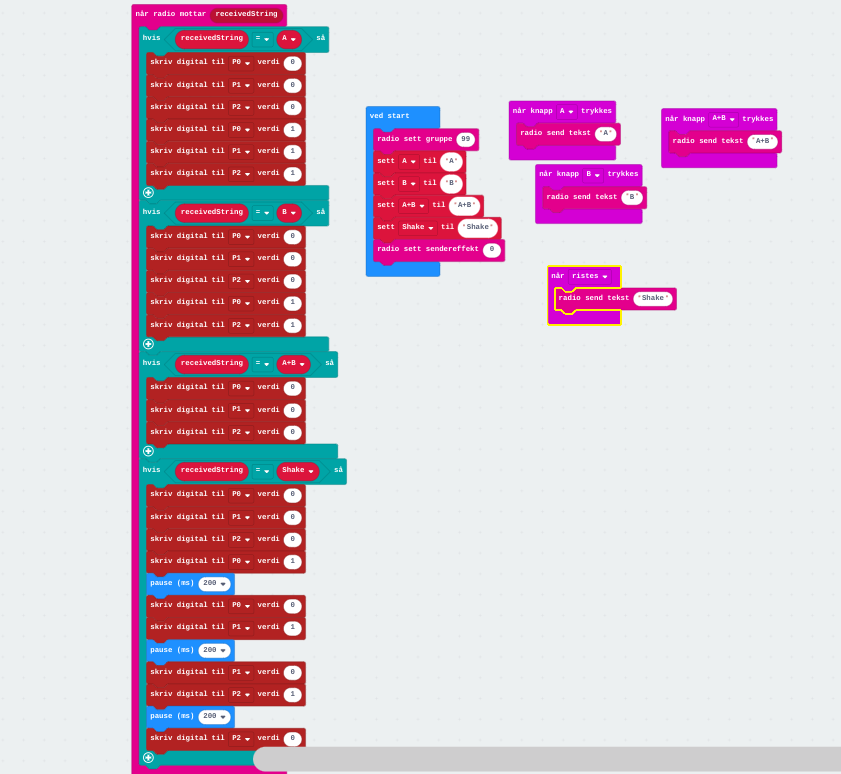 når radio mottar receivedString
hvis receivedString = A så
skriv digital til P0 verdi 0
skriv digital til P1 verdi 0
skriv digital til P2 verdi 0
skriv digital til P0 verdi 1
skriv digital til P1 verdi 1
skriv digital til P2 verdi 1
hvis receivedString = B så
skriv digital til P0 verdi 0
skriv digital til P1 verdi 0
skriv digital til P2 verdi 0
skriv digital til P0 verdi 1
skriv digital til P2 verdi 1
hvis receivedString = A+B så
skriv digital til P0 verdi 0
skriv digital til P1 verdi 0
skriv digital til P2 verdi 0
hvis receivedString = Shake så
skriv digital til P0 verdi 0
skriv digital til P1 verdi 0
skriv digital til P2 verdi 0
skriv digital til P0 verdi 1
pause (ms) 200
skriv digital til P0 verdi 0
skriv digital til P1 verdi 1
pause (ms) 200
skriv digital til P1 verdi 0
skriv digital til P2 verdi 1
pause (ms) 200
skriv digital til P2 verdi 0
ved start
radio sett gruppe 99
sett A til "A"
sett B til "B"
sett A+B til "A+B"
sett Shake til "Shake"
radio sett sendereffekt 0
når knapp A trykkes
radio send tekst "A"
når knapp B trykkes
radio send tekst "B"
når knapp A+B trykkes
radio send tekst "A+B"
når ristes
radio send tekst "Shake"